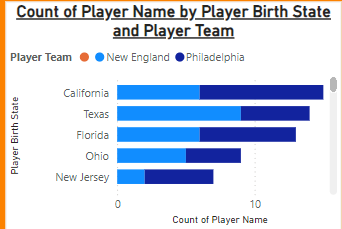 Count of Player Name by Player Birth State
and Player Team
Player Team New England Philadelphia
California
Texas
Florida
Ohio
New Jersey
Player Birth State
0 10
Count of Player Name